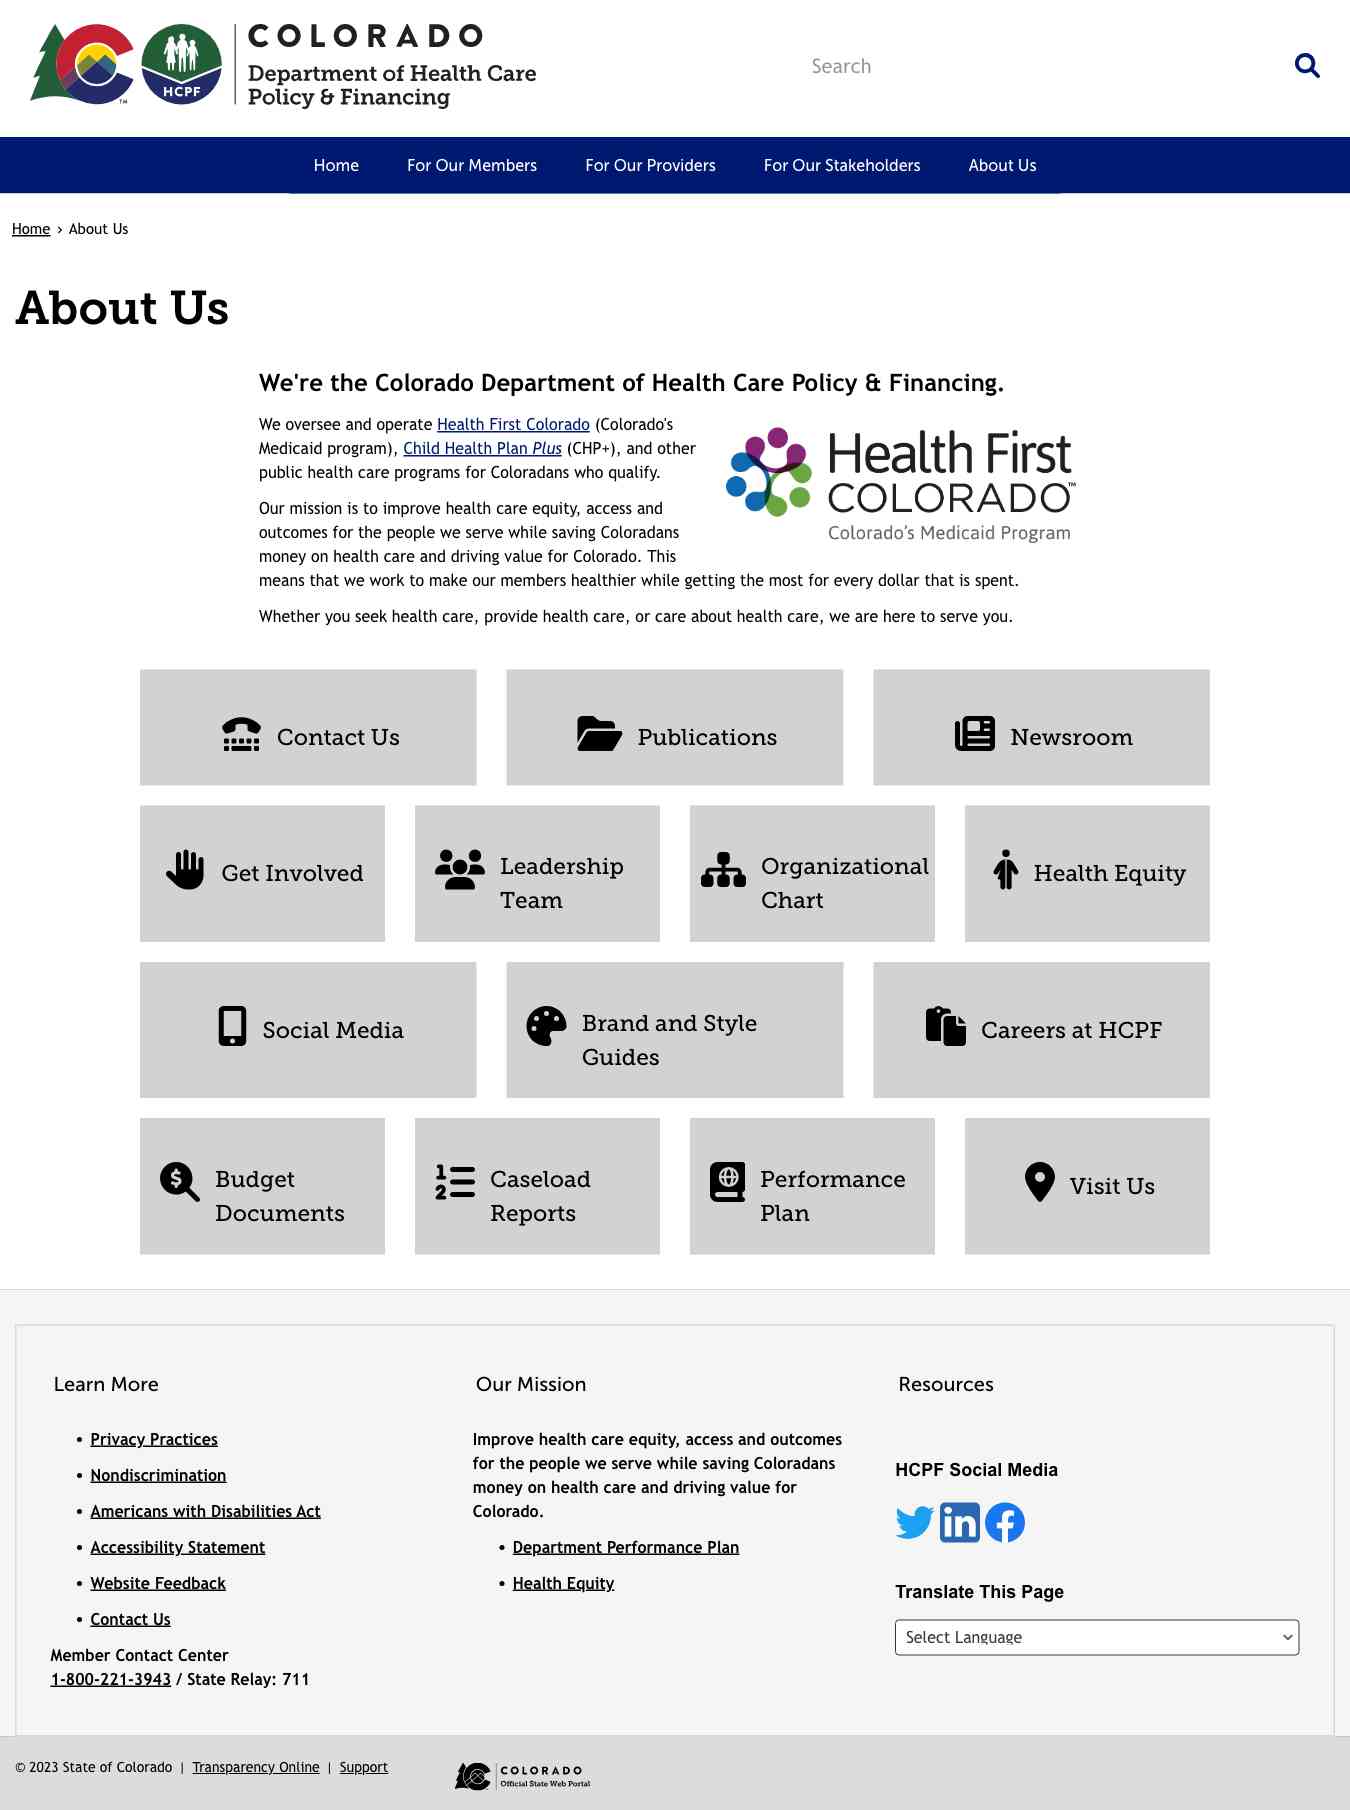 COLORADO
Department of Health Care
Policy & Financing
HCPF
TM
Search
Home For Our Members For Our Providers For Our Stakeholders About Us
Home › About Us
About Us
We're the Colorado Department of Health Care Policy & Financing.
We oversee and operate Health First Colorado (Colorado's
Medicaid program), Child Health Plan Plus (CHP+), and other
public health care programs for Coloradans who qualify.
Health First
COLORADO™
Colorado's Medicaid Program
Our mission is to improve health care equity, access and
outcomes for the people we serve while saving Coloradans
money on health care and driving value for Colorado. This
means that we work to make our members healthier while getting the most for every dollar that is spent.
Whether you seek health care, provide health care, or care about health care, we are here to serve you.
Contact Us
Publications
Newsroom
Get Involved
Leadership
Team
Organizational
Chart
Health Equity
Social Media
Brand and Style
Guides
Careers at HCPF
Budget
Documents
Caseload
Reports
Performance
Plan
Visit Us
Learn More
• Privacy Practices
• Nondiscrimination
• Americans with Disabilities Act
• Accessibility Statement
• Website Feedback
• Contact Us
Member Contact Center
1-800-221-3943 / State Relay: 711
Our Mission
Improve health care equity, access and outcomes
for the people we serve while saving Coloradans
money on health care and driving value for
Colorado.
• Department Performance Plan
• Health Equity
Resources
HCPF Social Media
Translate This Page
Select Language
© 2023 State of Colorado | Transparency Online | Support
COLORADO
Official State Web Portal